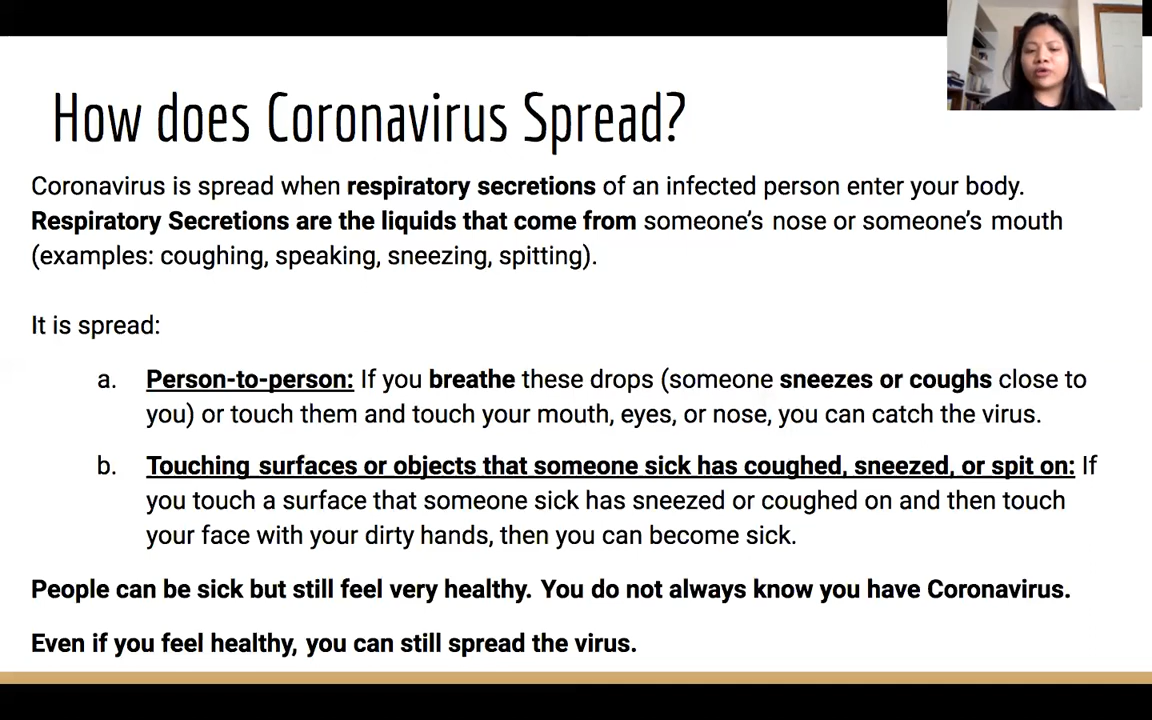 How does Coronavirus Spread?
Coronavirus is spread when respiratory secretions of an infected person enter your body.
Respiratory Secretions are the liquids that come from someone's nose or someone's mouth
(examples: coughing, speaking, sneezing, spitting).
It is spread:
a. Person-to-person: If you breathe these drops (someone sneezes or coughs close to
you) or touch them and touch your mouth, eyes, or nose, you can catch the virus.
b. Touching surfaces or objects that someone sick has coughed, sneezed, or spit on: If
you touch a surface that someone sick has sneezed or coughed on and then touch
your face with your dirty hands, then you can become sick.
People can be sick but still feel very healthy. You do not always know you have Coronavirus.
Even if you feel healthy, you can still spread the virus.